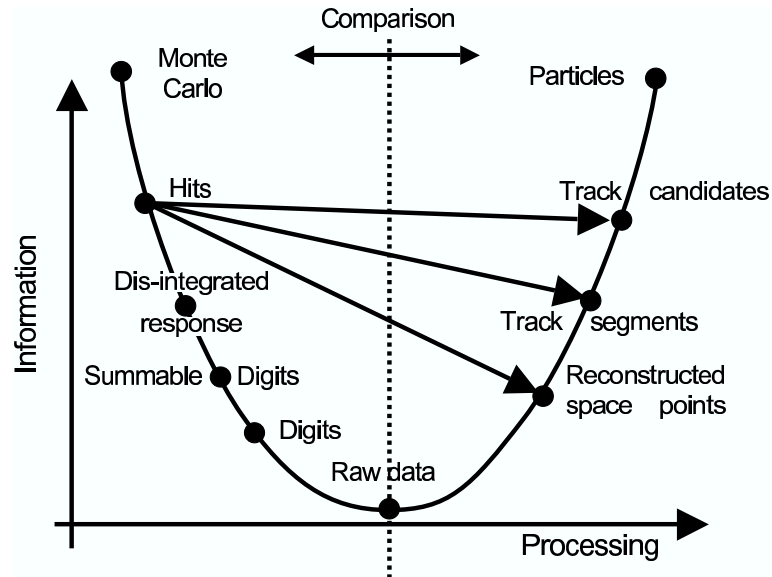 Comparison
Monte
Carlo
Particles
Hits
Track candidates
Dis-integrated
response
Track segments
Summable Digits
Reconstructed
space points
Digits
Raw data
Information
Processing